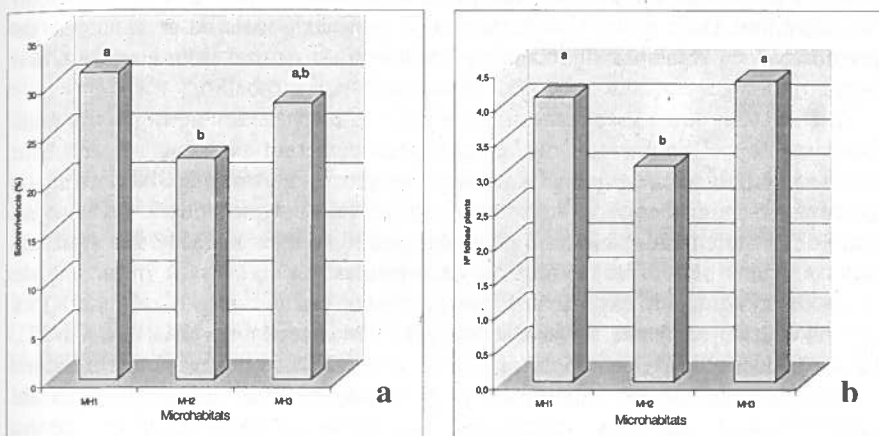 35
30
25
20
15
10
5
0
Sobrevivência (%)
a
b
a,b
MH1 MH2 MH3
Microhabitats
a
4,5
4,0
3,5
3,0
2,5
2,0
1,5
1,0
0,5
0,0
Nº folhas/ planta
a
b
a
MH1 MH2 MH3
Microhabitats
b